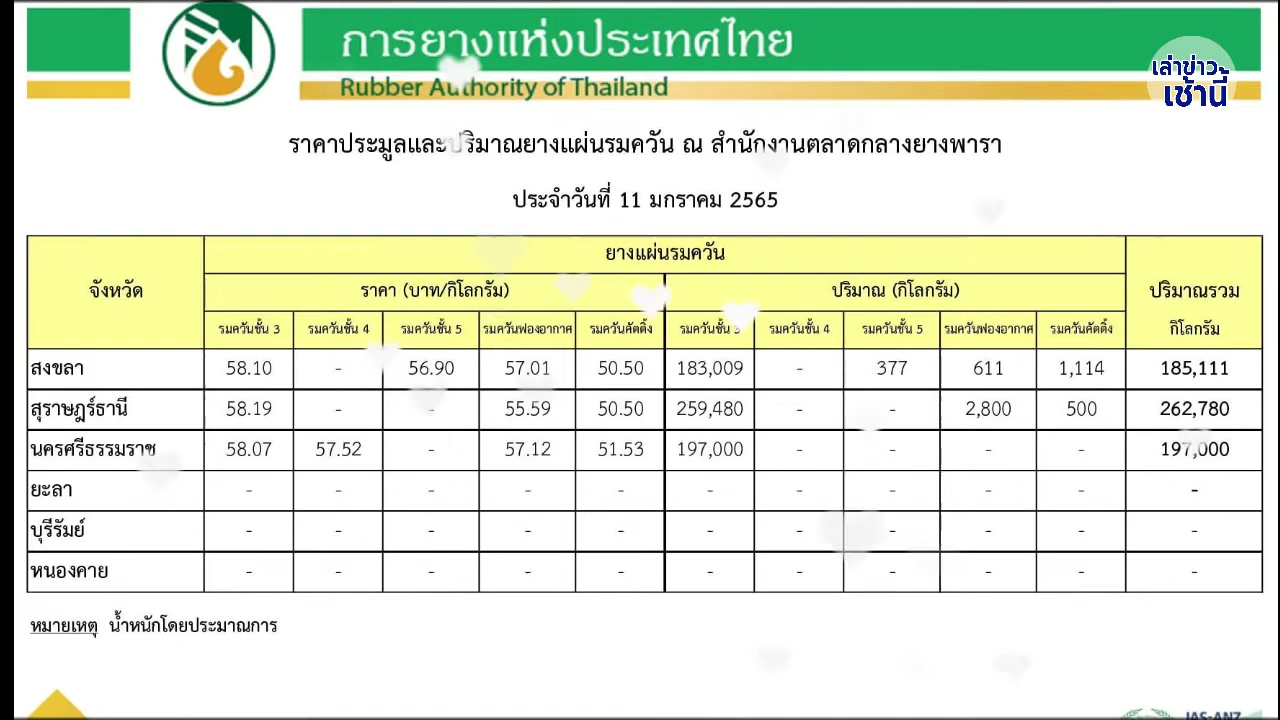 การยางแห่งประเทศไทย
Rubber Authority of Thailand
เล่าข่าว
เช้านี้
ราคาประมูลและปริมาณยางแผ่นรมควัน ณ สำนักงานตลาดกลางยางพารา
ประจำวันที่ 11 มกราคม 2565
จังหวัด ยางแผ่นรมควัน ปริมาณรวม กิโลกรัม
ราคา (บาท/กิโลกรัม) ปริมาณ (กิโลกรัม)
รมควันชั้น 3 รมควันชั้น 4 รมควันชั้น 5 รมควันฟองอากาศ รมควันคัตติ้ง รมควันชั้น 3 รมควันชั้น 4 รมควันชั้น 5 รมควันฟองอากาศ รมควันคัตติ้ง
สงขลา 58.10 - 56.90 57.01 50.50 183,009 - 377 611 1,114 185,111
สุราษฎร์ธานี 58.19 - - 55.59 50.50 259,480 - - 2,800 500 262,780
นครศรีธรรมราช 58.07 57.52 - 57.12 51.53 197,000 - - - - 197,000
ยะลา - - - - - - - - - - -
บุรีรัมย์ - - - - - - - - - - -
หนองคาย - - - - - - - - - - -
หมายเหตุ น้ำหนักโดยประมาณการ
JAS-ANZ